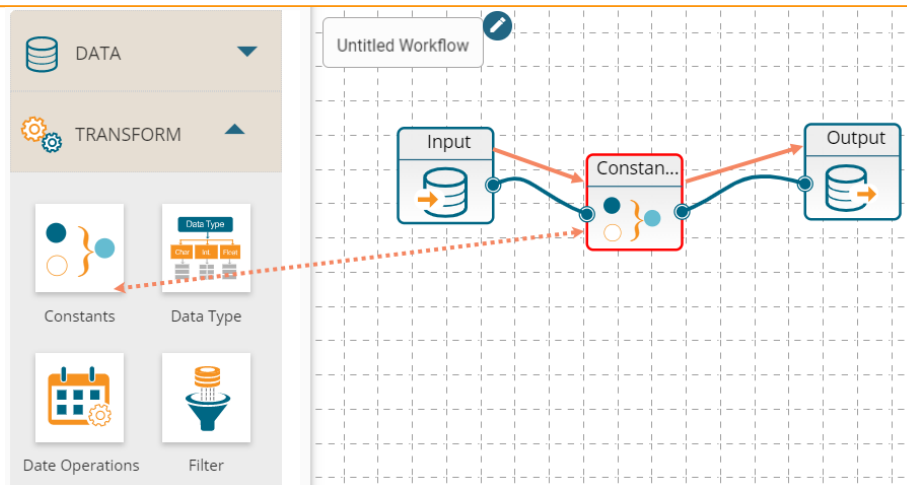 DATA
TRANSFORM
Constants
Data Type
Data Type
Char
Int.
Float
Date Operations
Filter
Untitled Workflow
Input
Constan...
Output